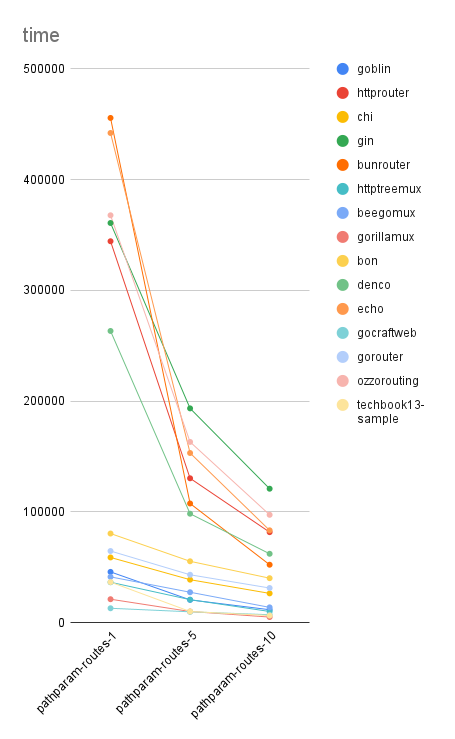 time
500000
400000
300000
200000
100000
0
pathparam-routes-1
pathparam-routes-5
pathparam-routes-10
goblin
httprouter
chi
gin
bunrouter
httptreemux
beegomux
gorillamux
bon
denco
echo
gocraftweb
gorouter
ozzorouting
techbook13-
sample